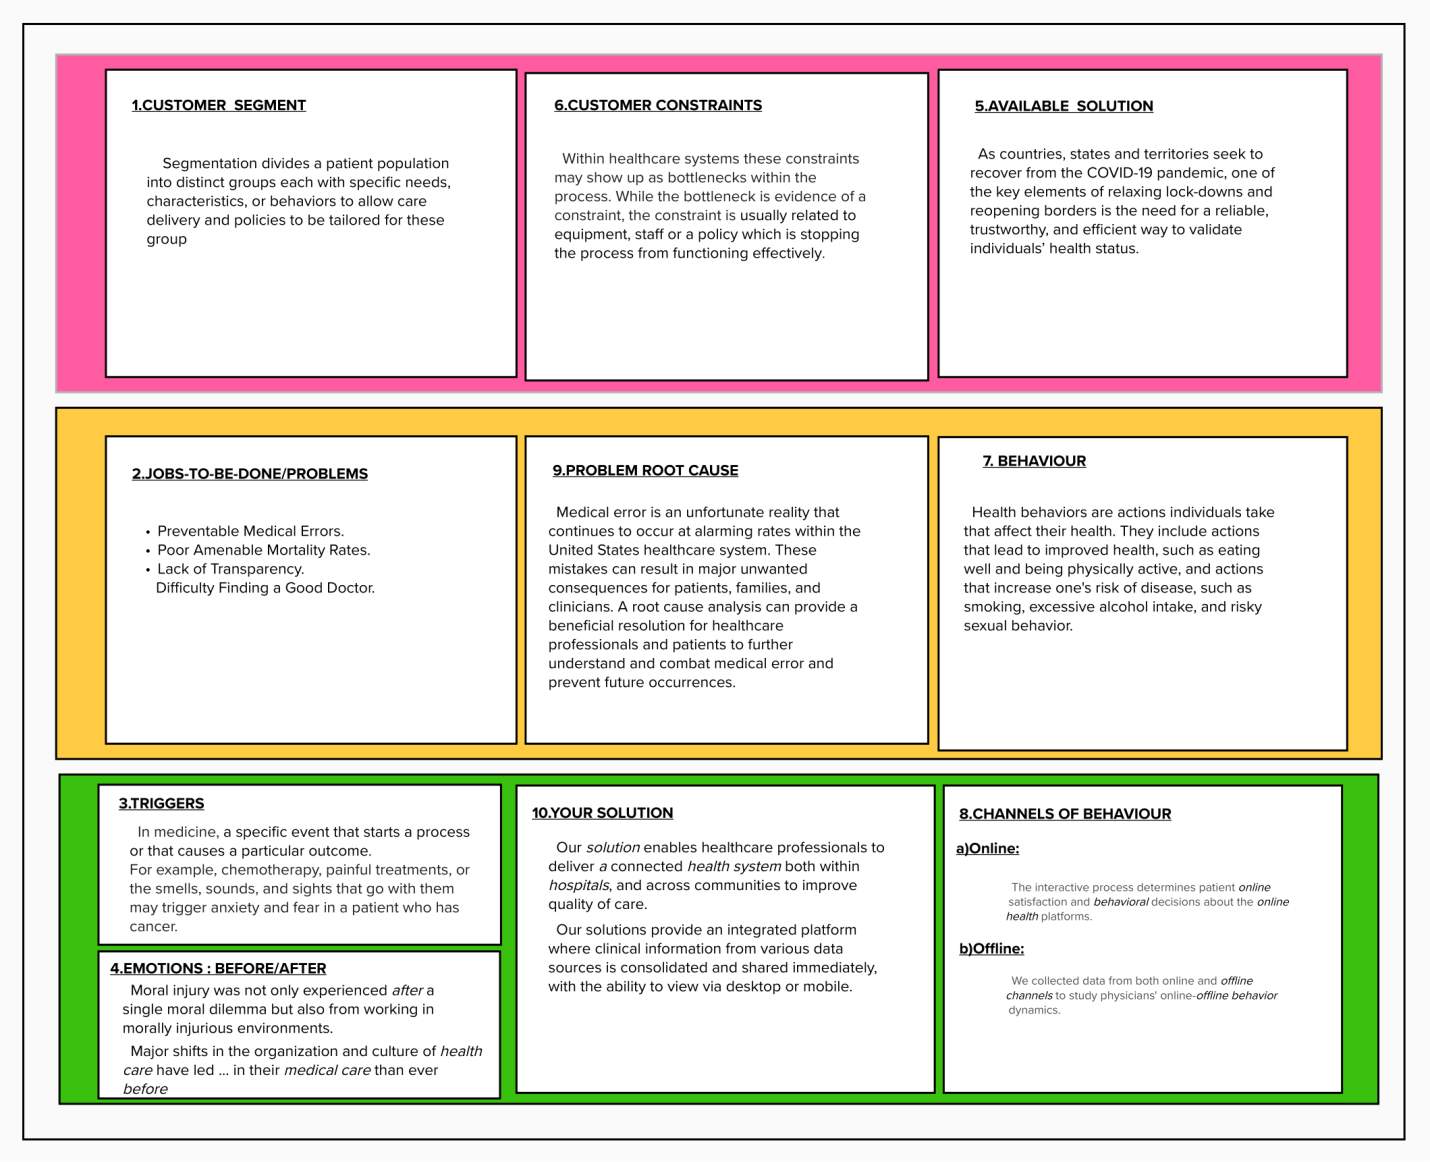 1.CUSTOMER  SEGMENT
Segmentation divides a patient population
into distinct groups each with specific needs,
characteristics, or behaviors to allow care
delivery and policies to be tailored for these
group
6.CUSTOMER CONSTRAINTS
Within healthcare systems these constraints
may show up as bottlenecks within the
process. While the bottleneck is evidence of a
constraint, the constraint is usually related to
equipment, staff or a policy which is stopping
the process from functioning effectively.
5.AVAILABLE  SOLUTION
As countries, states and territories seek to
recover from the COVID-19 pandemic, one of
the key elements of relaxing lock-downs and
reopening borders is the need for a reliable,
trustworthy, and efficient way to validate
individuals’ health status.
2.JOBS-TO-BE-DONE/PROBLEMS
• Preventable Medical Errors.
• Poor Amenable Mortality Rates.
• Lack of Transparency.
Difficulty Finding a Good Doctor.
9.PROBLEM ROOT CAUSE
Medical error is an unfortunate reality that
continues to occur at alarming rates within the
United States healthcare system. These
mistakes can result in major unwanted
consequences for patients, families, and
clinicians. A root cause analysis can provide a
beneficial resolution for healthcare
professionals and patients to further
understand and combat medical error and
prevent future occurrences.
7. BEHAVIOUR
Health behaviors are actions individuals take
that affect their health. They include actions
that lead to improved health, such as eating
well and being physically active, and actions
that increase one's risk of disease, such as
smoking, excessive alcohol intake, and risky
sexual behavior.
3.TRIGGERS
In medicine, a specific event that starts a process
or that causes a particular outcome.
For example, chemotherapy, painful treatments, or
the smells, sounds, and sights that go with them
may trigger anxiety and fear in a patient who has
cancer.
4.EMOTIONS : BEFORE/AFTER
Moral injury was not only experienced after a
single moral dilemma but also from working in
morally injurious environments.
Major shifts in the organization and culture of health
care have led ... in their medical care than ever
before
10.YOUR SOLUTION
Our solution enables healthcare professionals to
deliver a connected health system both within
hospitals, and across communities to improve
quality of care.
Our solutions provide an integrated platform
where clinical information from various data
sources is consolidated and shared immediately,
with the ability to view via desktop or mobile.
8.CHANNELS OF BEHAVIOUR
a)Online:
The interactive process determines patient online
satisfaction and behavioral decisions about the online
health platforms.
b)Offline:
We collected data from both online and offline
channels to study physicians' online-offline behavior
dynamics.